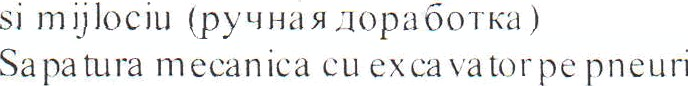 si mijlociu (ручная доработка)
Sapatura mecanica cu excavator pe pneuri